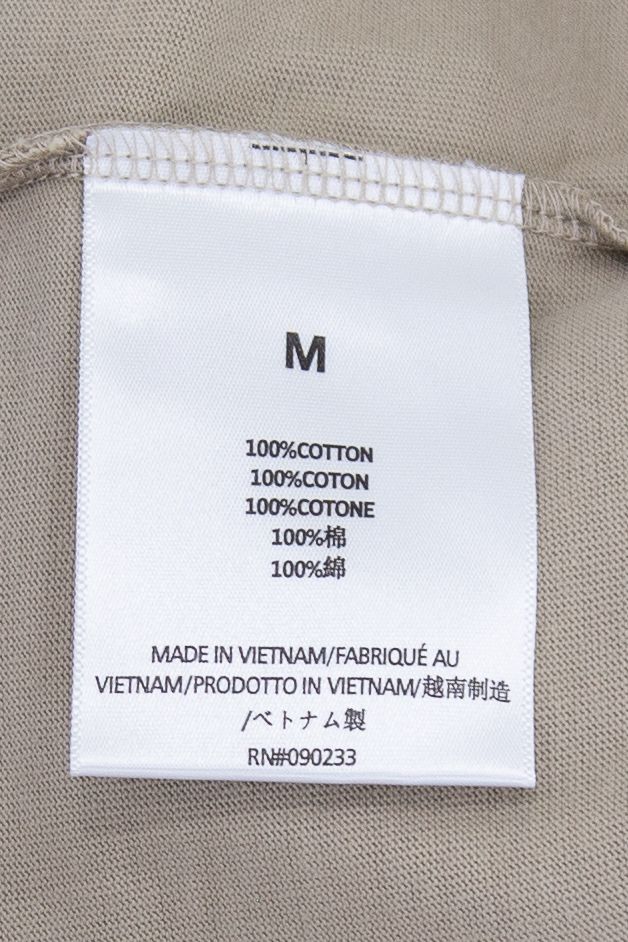 M
100%COTTON
100%COTON
100%COTONE
100%棉
100%綿
MADE IN VIETNAM/FABRIQUÉ AU
VIETNAM/PRODOTTO IN VIETNAM/越南制造
/ベトナム製
RN#090233